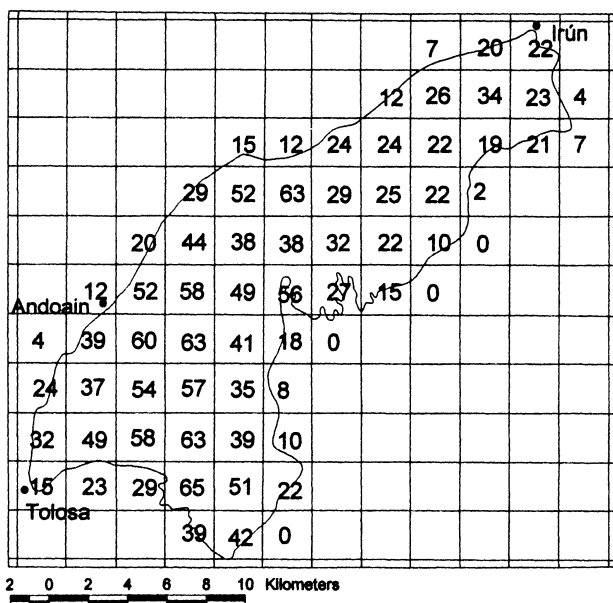 7 20 22 Irún
12 26 34 23 4
15 12 24 24 22 19 21 7
29 52 63 29 25 22 2
20 44 38 38 32 22 10 0
Andoain 12 52 58 49 56 27 15 0
4 39 60 63 41 18 0
24 37 54 57 35 8
32 49 58 63 39 10
15 23 29 65 51 22
Tolosa
39 42 0
2 0 2 4 6 8 10 Kilometers